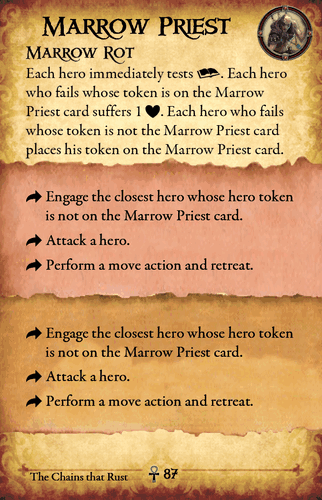 Marrow Priest
Marrow Rot
Each hero immediately tests . Each hero
who fails whose token is on the Marrow
Priest card suffers 1 ♥. Each hero who fails
whose token is not the Marrow Priest card
places his token on the Marrow Priest card.
Engage the closest hero whose hero token
is not on the Marrow Priest card.
Attack a hero.
Perform a move action and retreat.
Engage the closest hero whose hero token
is not on the Marrow Priest card.
Attack a hero.
Perform a move action and retreat.
The Chains that Rust ☥ 87